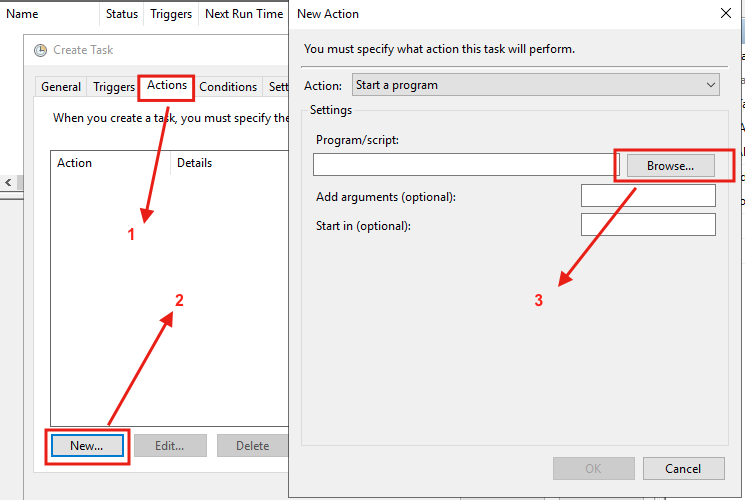 Name Status Triggers Next Run Time
Create Task
General Triggers Actions Conditions Sett
When you create a task, you must specify the
Action Details
1
2
New... Edit... Delete
New Action
You must specify what action this task will perform.
Action: Start a program
Settings
Program/script:
Browse...
Add arguments (optional):
Start in (optional):
3
OK Cancel